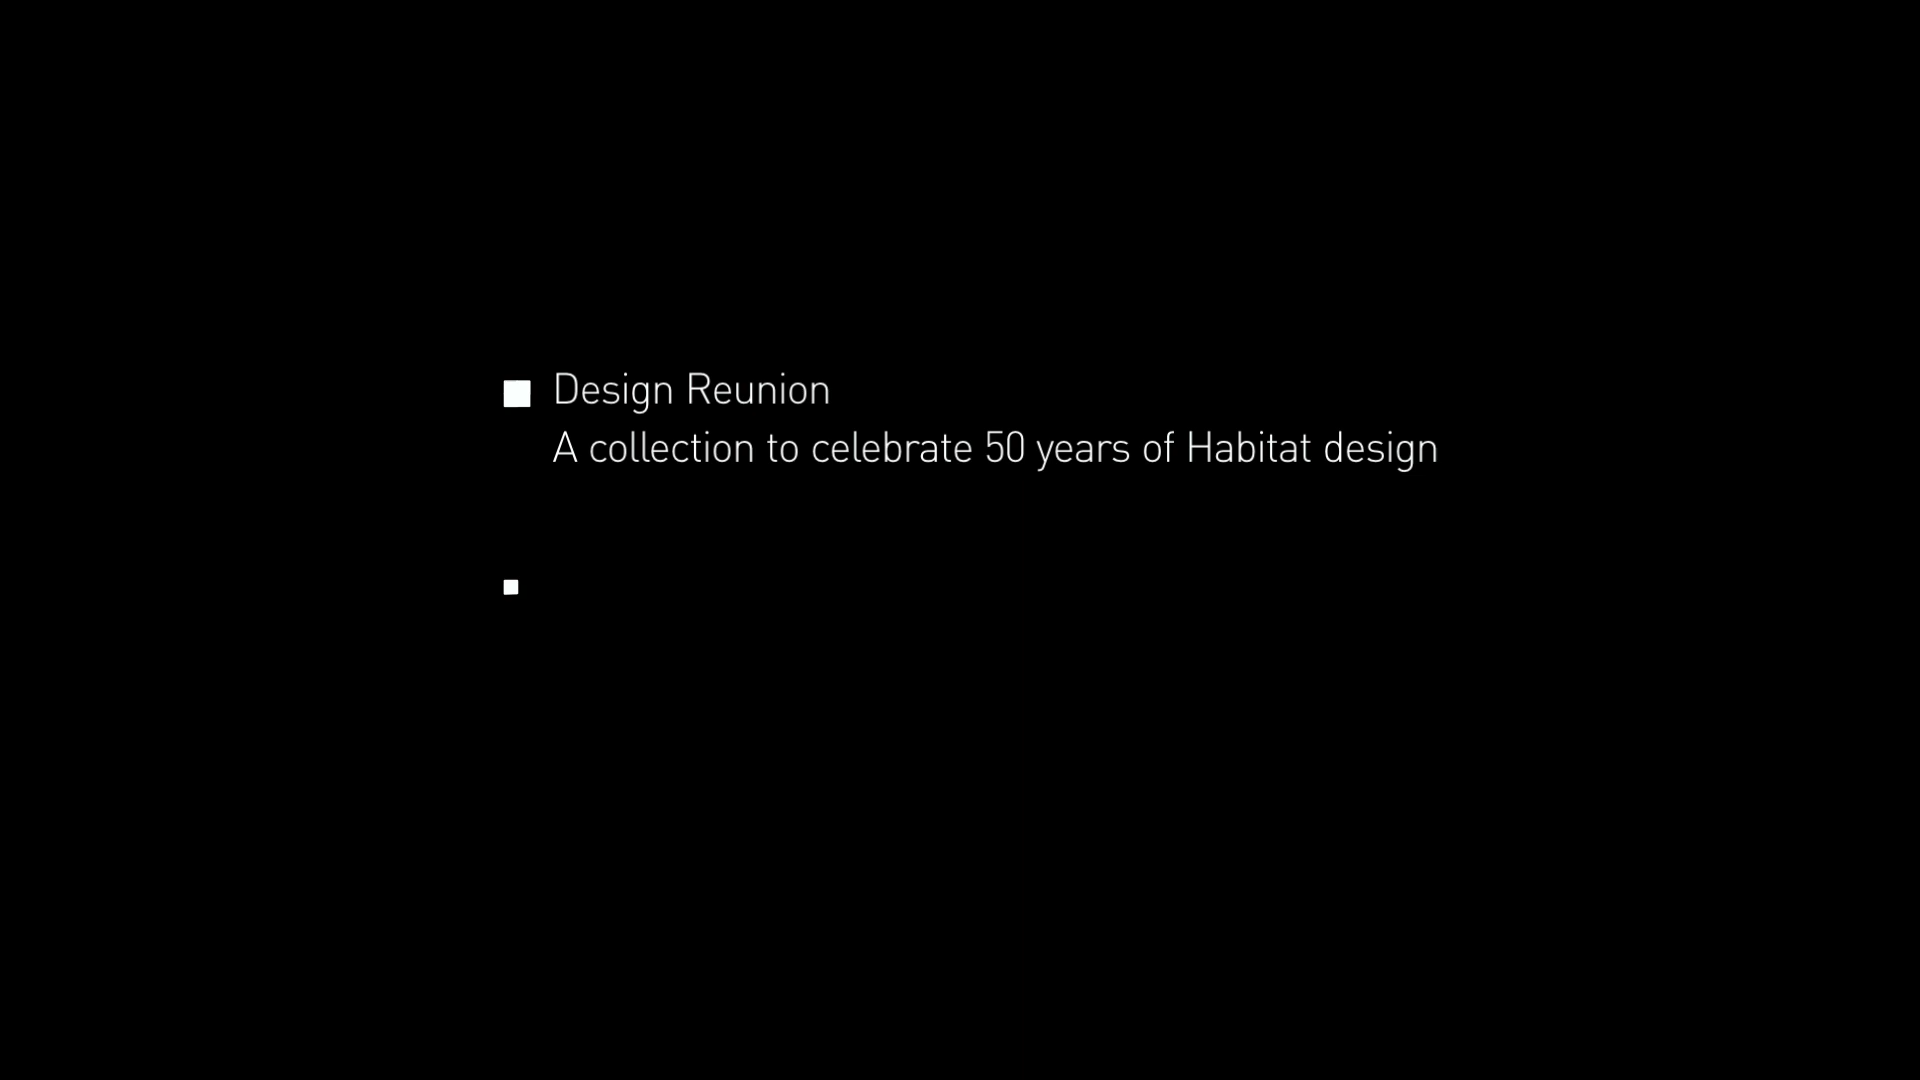 Design Reunion
A collection to celebrate 50 years of Habitat design